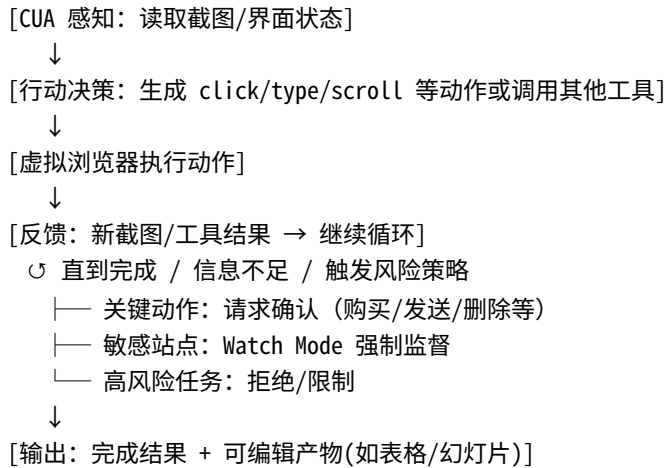 [CUA 感知：读取截图/界面状态]
↓
[行动决策：生成 click/type/scroll 等动作或调用其他工具]
↓
[虚拟浏览器执行动作]
↓
[反馈：新截图/工具结果 → 继续循环]
↺ 直到完成 / 信息不足 / 触发风险策略
├── 关键动作：请求确认（购买/发送/删除等）
├── 敏感站点：Watch Mode 强制监督
└── 高风险任务：拒绝/限制
↓
[输出：完成结果 + 可编辑产物(如表格/幻灯片)]